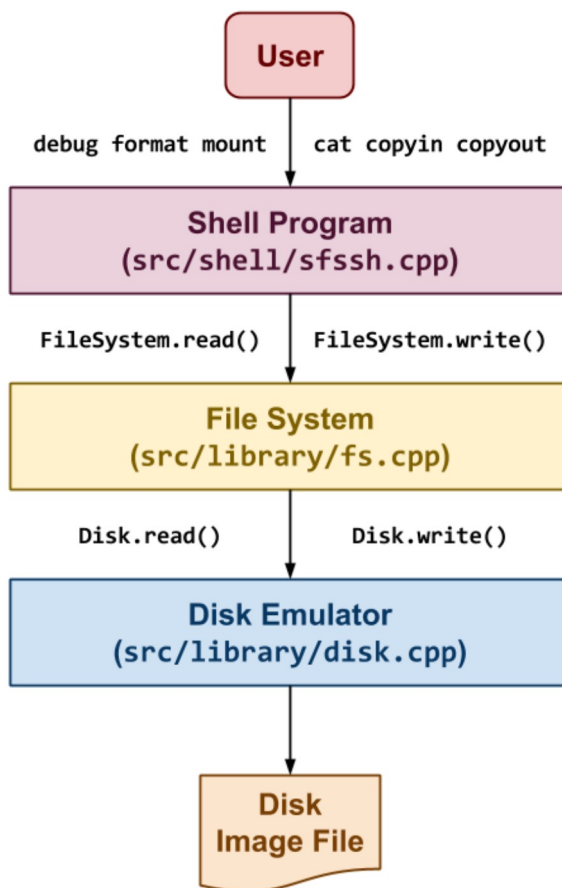 User
debug format mount cat copyin copyout
Shell Program
(src/shell/sfssh.cpp)
FileSystem.read() FileSystem.write()
File System
(src/library/fs.cpp)
Disk.read() Disk.write()
Disk Emulator
(src/library/disk.cpp)
Disk
Image File